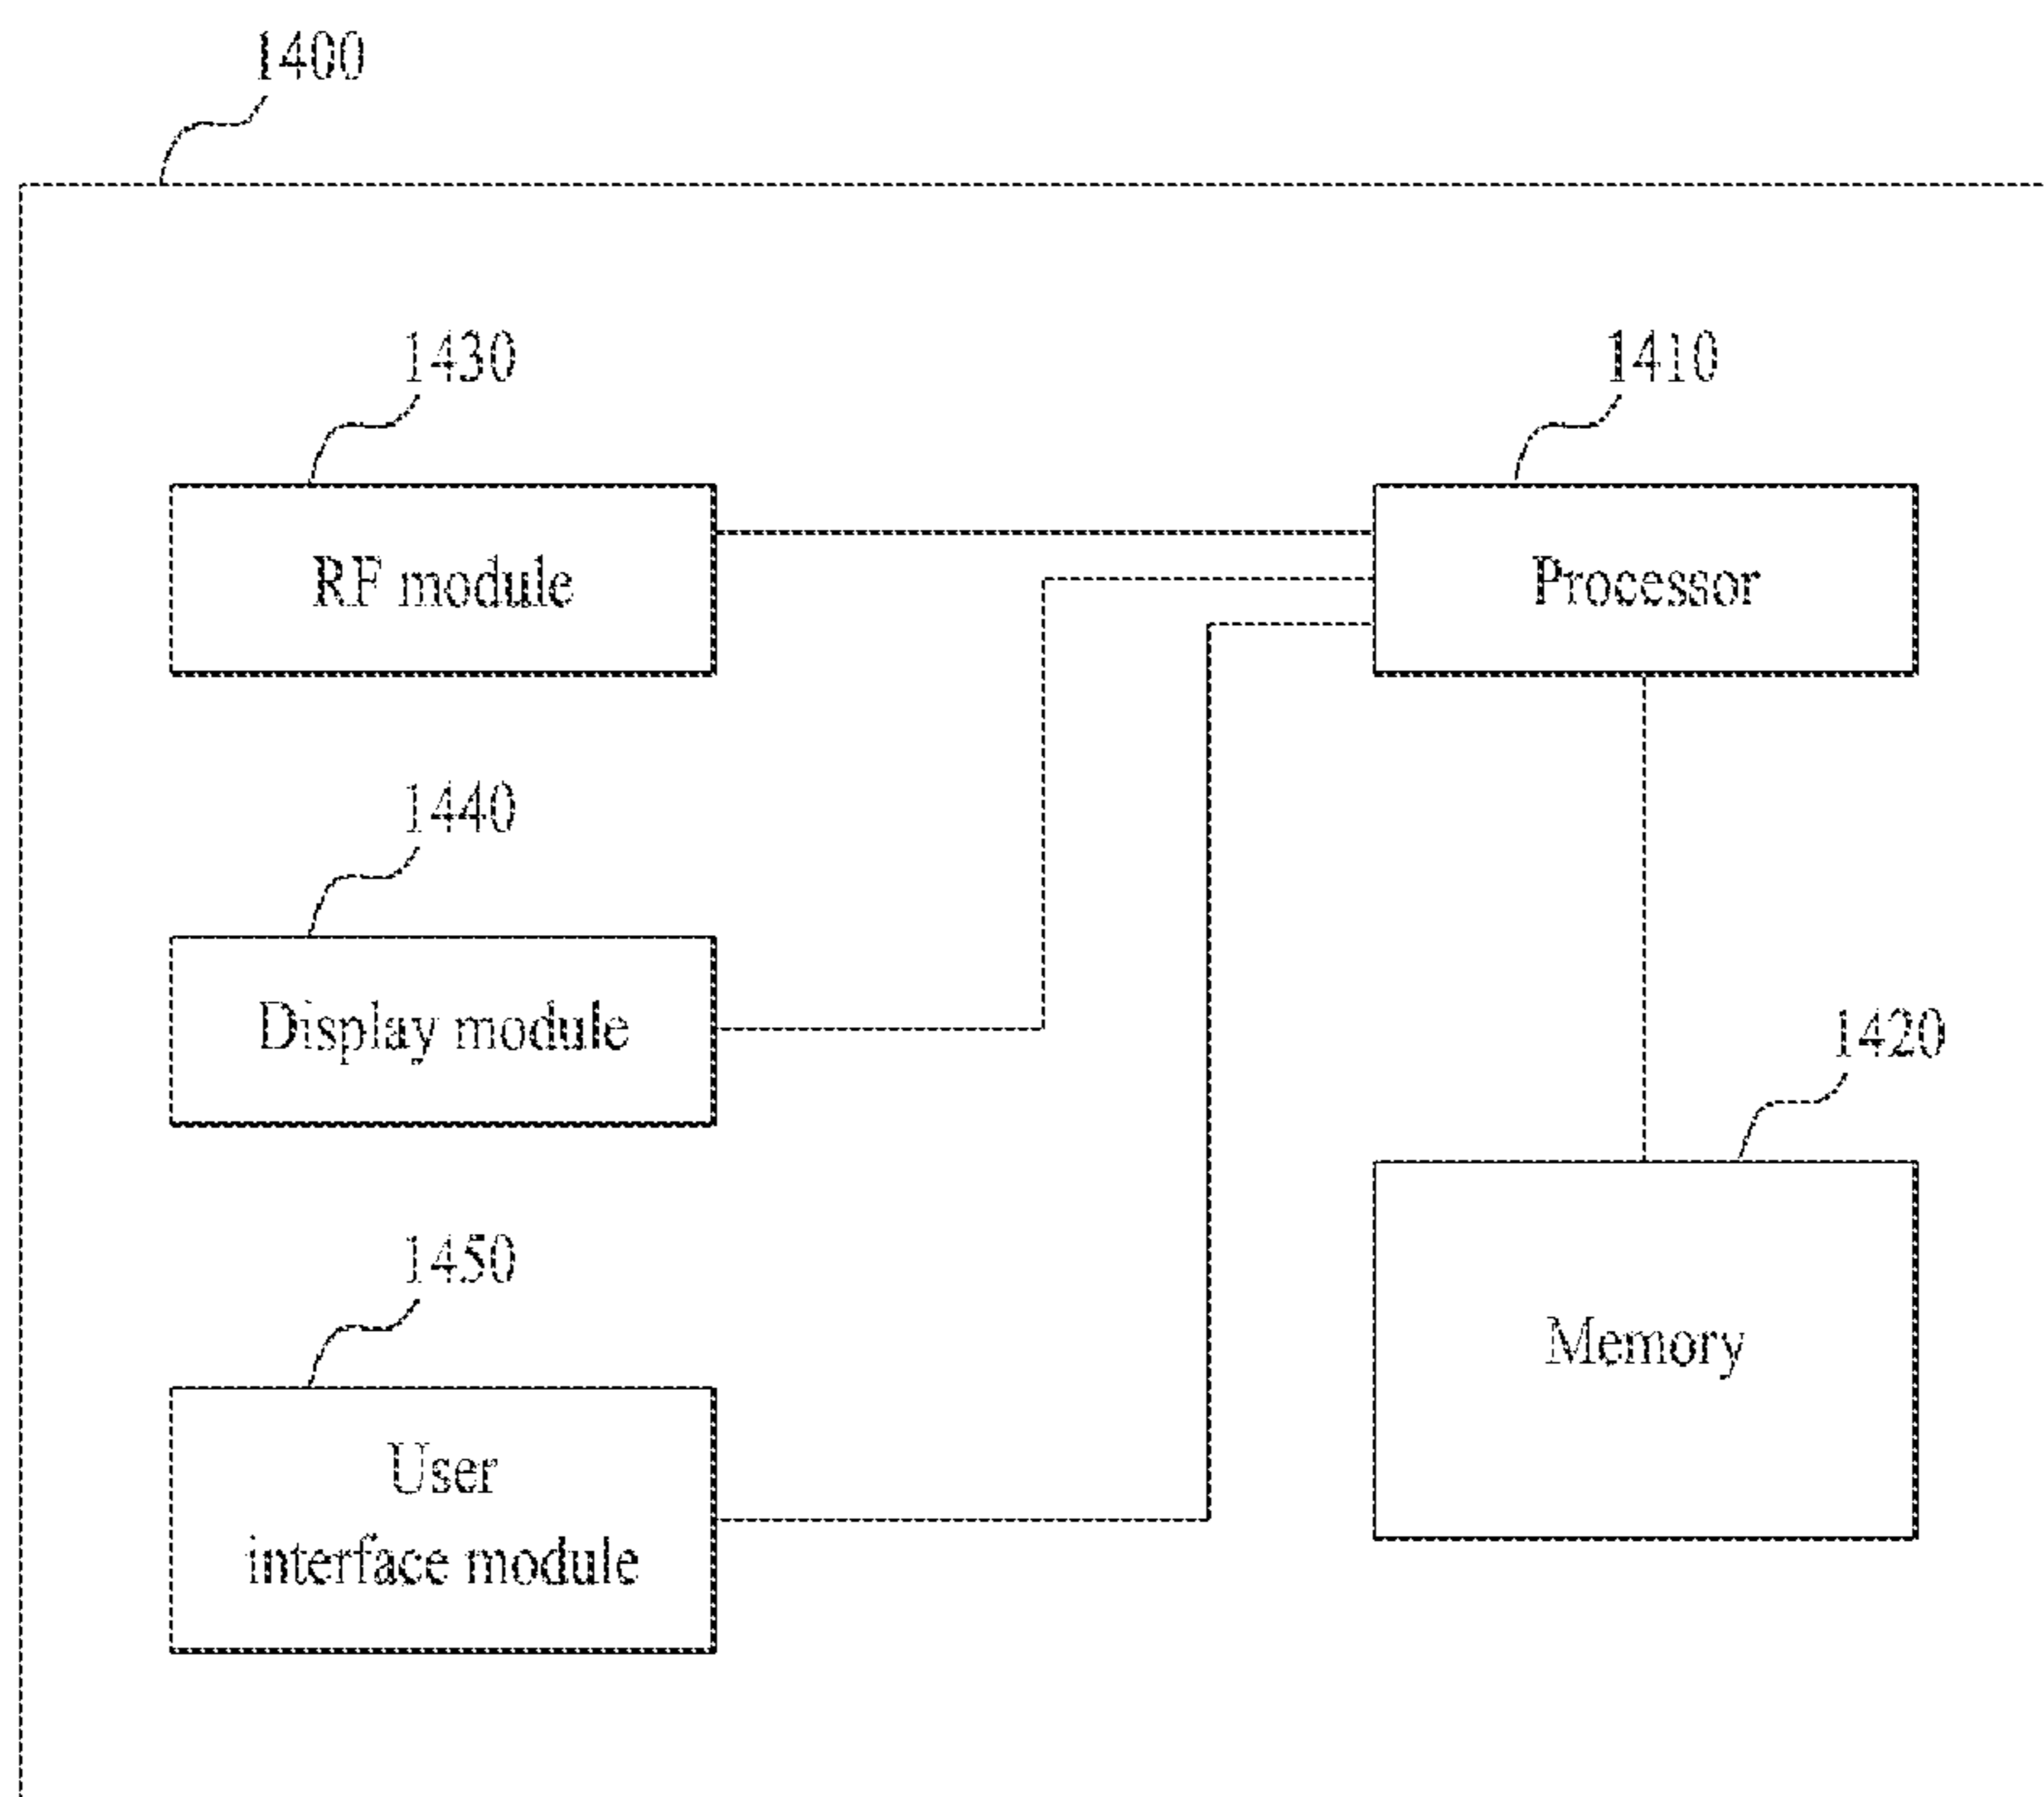 1400
1430
1410
RF module
Processor
1440
Display module
1420
1450
Memory
User
interface module